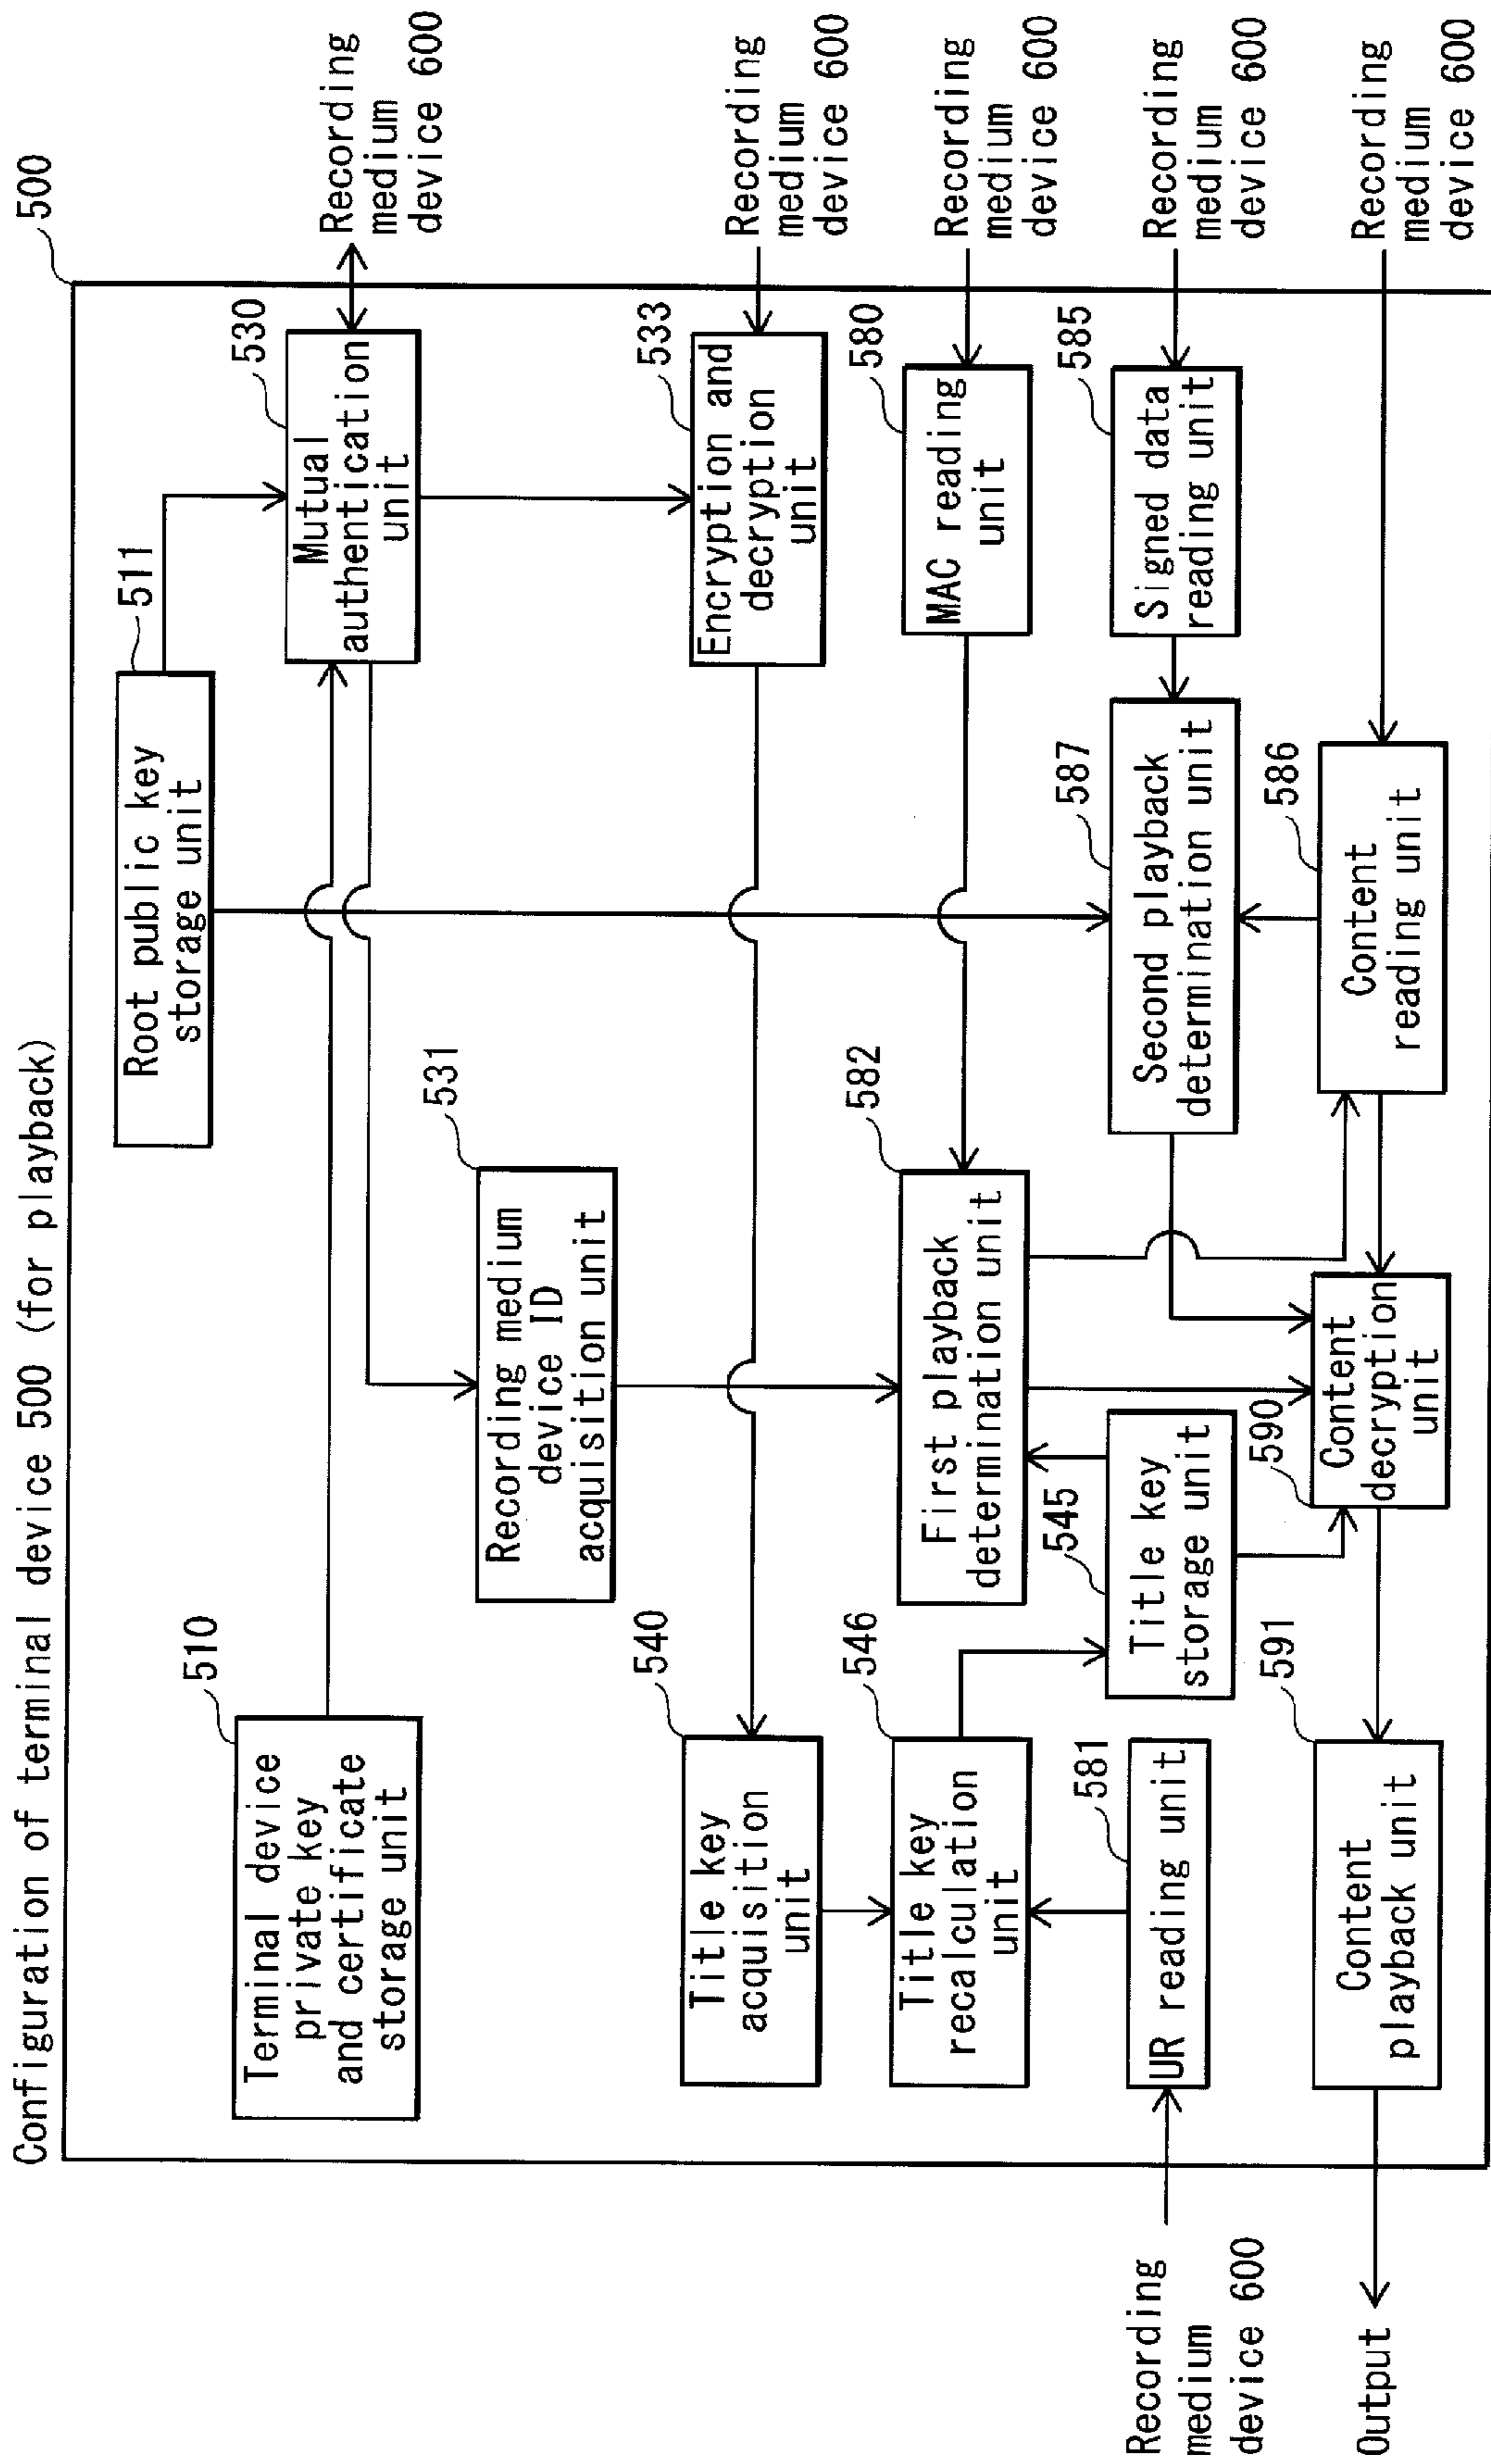 Configuration of terminal device 500 (for playback)
500
511
Root public key
storage unit
510
Terminal device
private key
and certificate
storage unit
530
Mutual
authentication
unit
Recording
medium
device 600
531
Recording medium
device ID
acquisition unit
533
Encryption and
decryption
unit
Recording
medium
device 600
540
Title key
acquisition
unit
546
Title key
recalculation
unit
582
First playback
determination unit
580
MAC reading
unit
Recording
medium
device 600
Recording
medium
device 600
581
UR reading unit
545
Title key
storage unit
587
Second playback
determination unit
585
Signed data
reading unit
Recording
medium
device 600
Output
591
Content
playback unit
590
Content
decryption
unit
586
Content
reading unit
Recording
medium
device 600